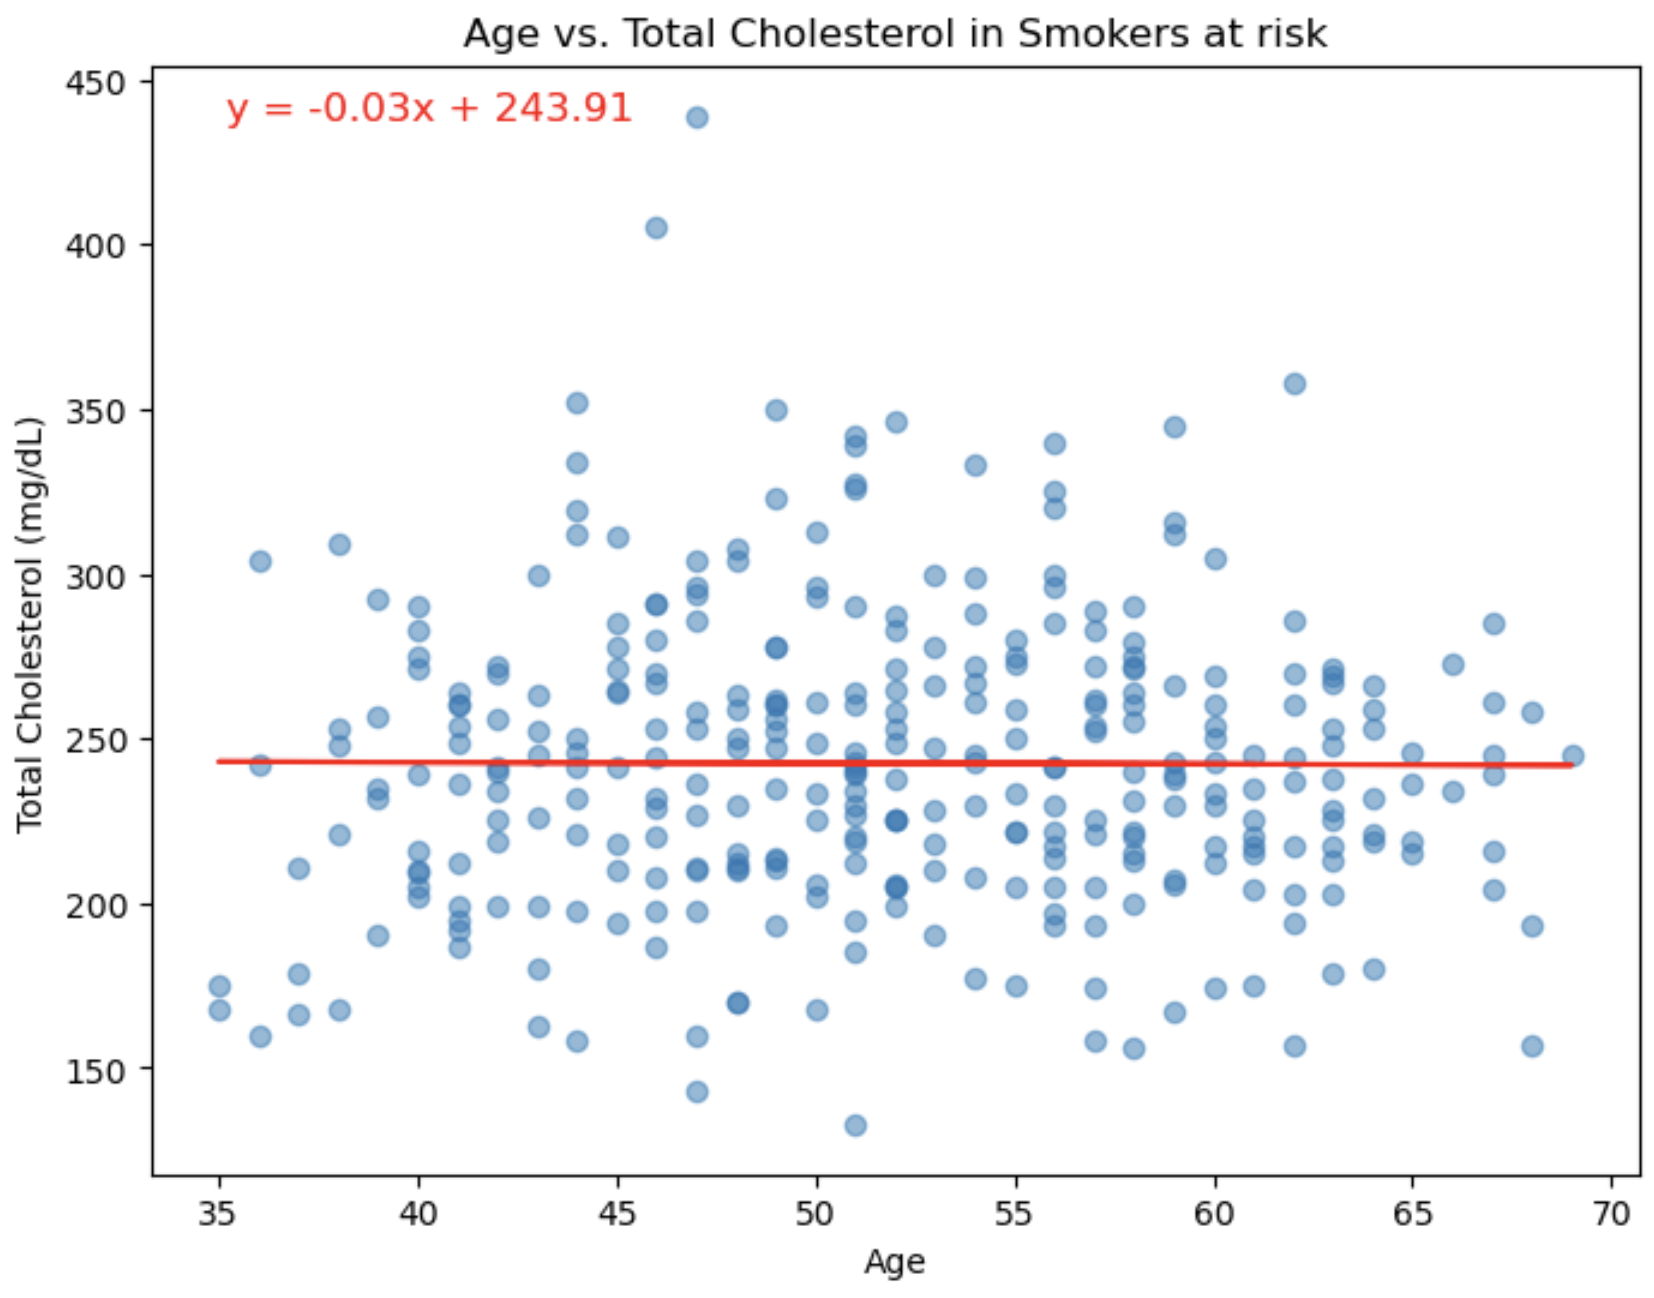 Age vs. Total Cholesterol in Smokers at risk
y = -0.03x + 243.91
Total Cholesterol (mg/dL)
450
400
350
300
250
200
150
35 40 45 50 55 60 65 70
Age